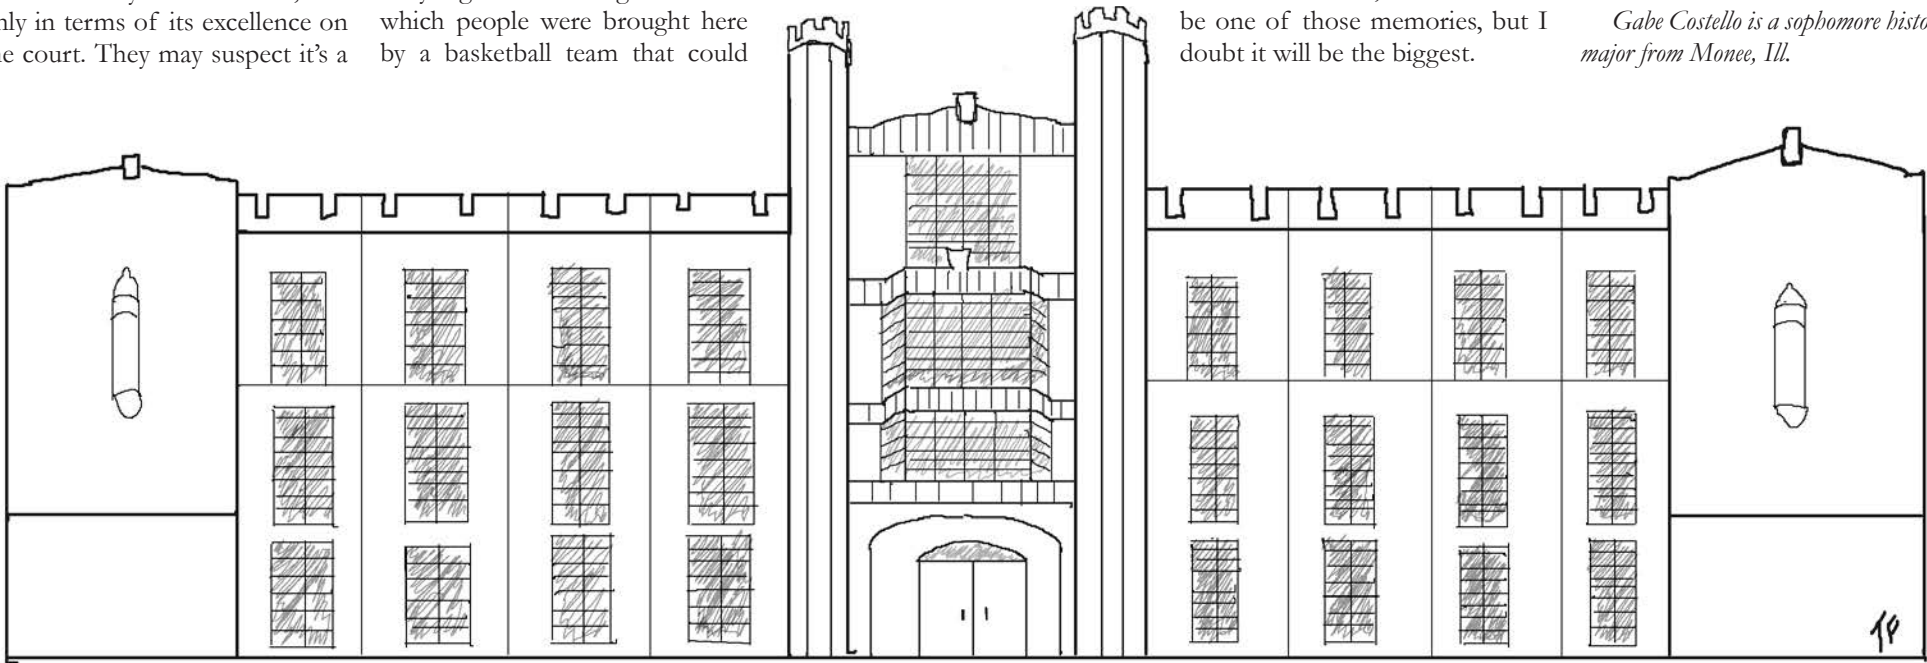 only in terms of its excellence on
the court. They may suspect it's a
which people were brought here
by a basketball team that could
be one of those memories, but I
doubt it will be the biggest.
Gabe Costello is a sophomore
major from Monee, Ill.